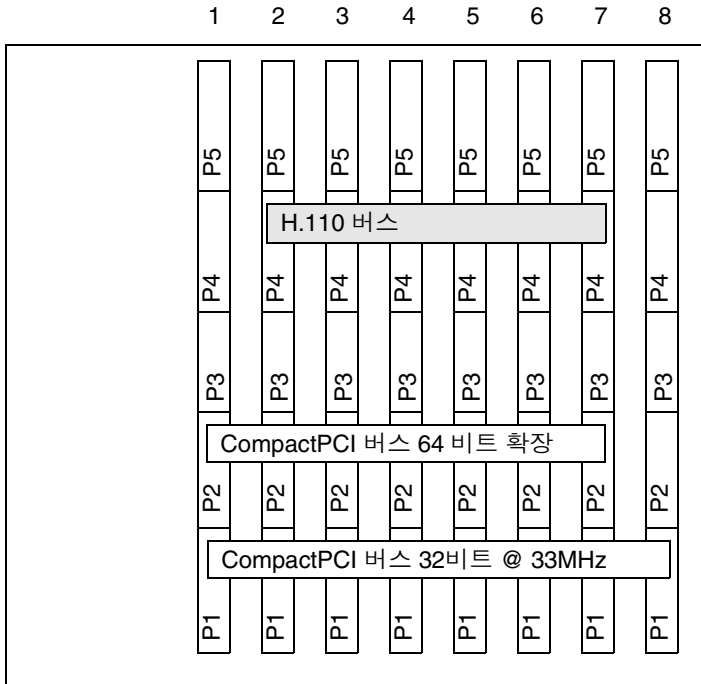 1 2 3 4 5 6 7 8
P5 P5 P5 P5 P5 P5 P5 P5
H.110 버스
P4 P4 P4 P4 P4 P4 P4 P4
P3 P3 P3 P3 P3 P3 P3
CompactPCI 버스 64 비트 확장
P2 P2 P2 P2 P2 P2 P2 P2
CompactPCI 버스 32비트 @ 33MHz
P1 P1 P1 P1 P1 P1 P1 P1